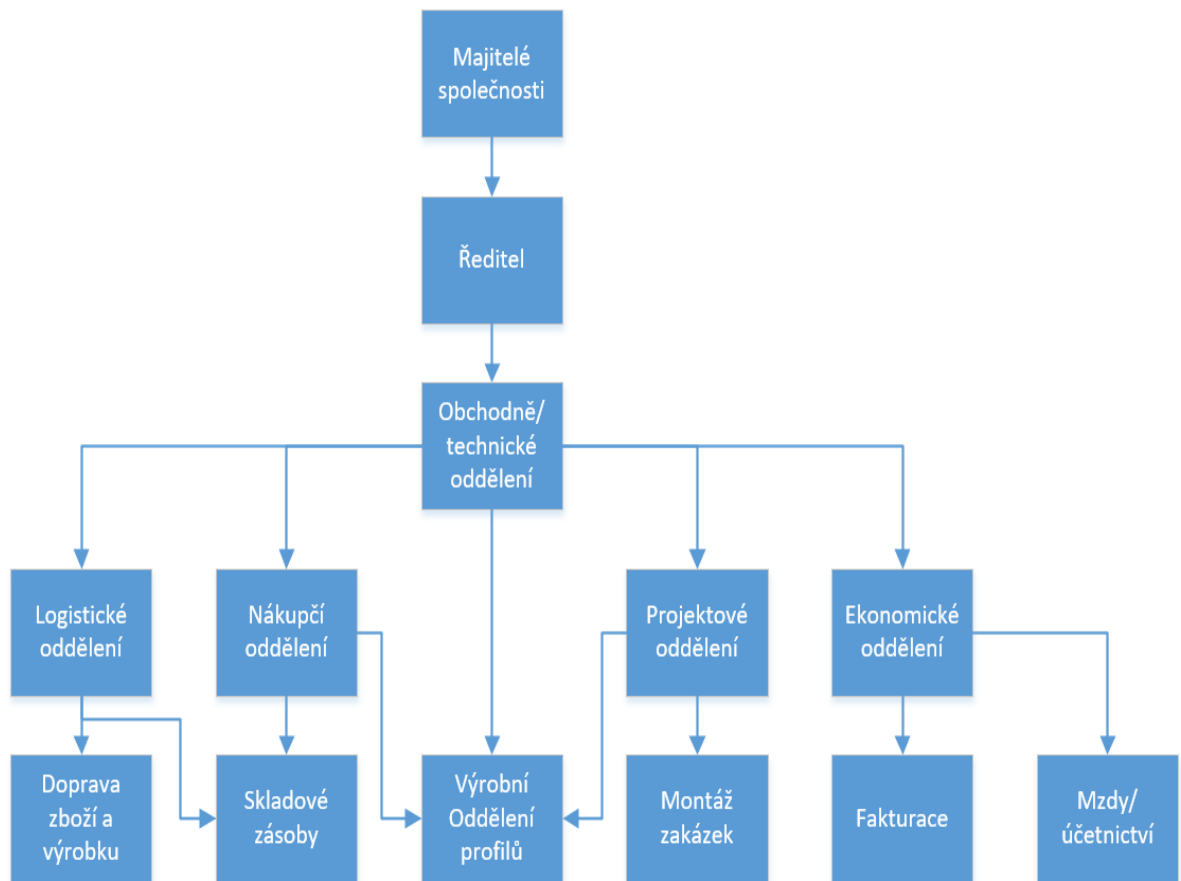 Majitelé
společnosti
Ředitel
Obchodně/
technické
oddělení
Logistické
oddělení
Nákupčí
oddělení
Projektové
oddělení
Ekonomické
oddělení
Doprava
zboží a
výrobku
Skladové
zásoby
Výrobní
Oddělení
profilů
Montáž
zakázek
Fakturace
Mzdy/
účetnictví